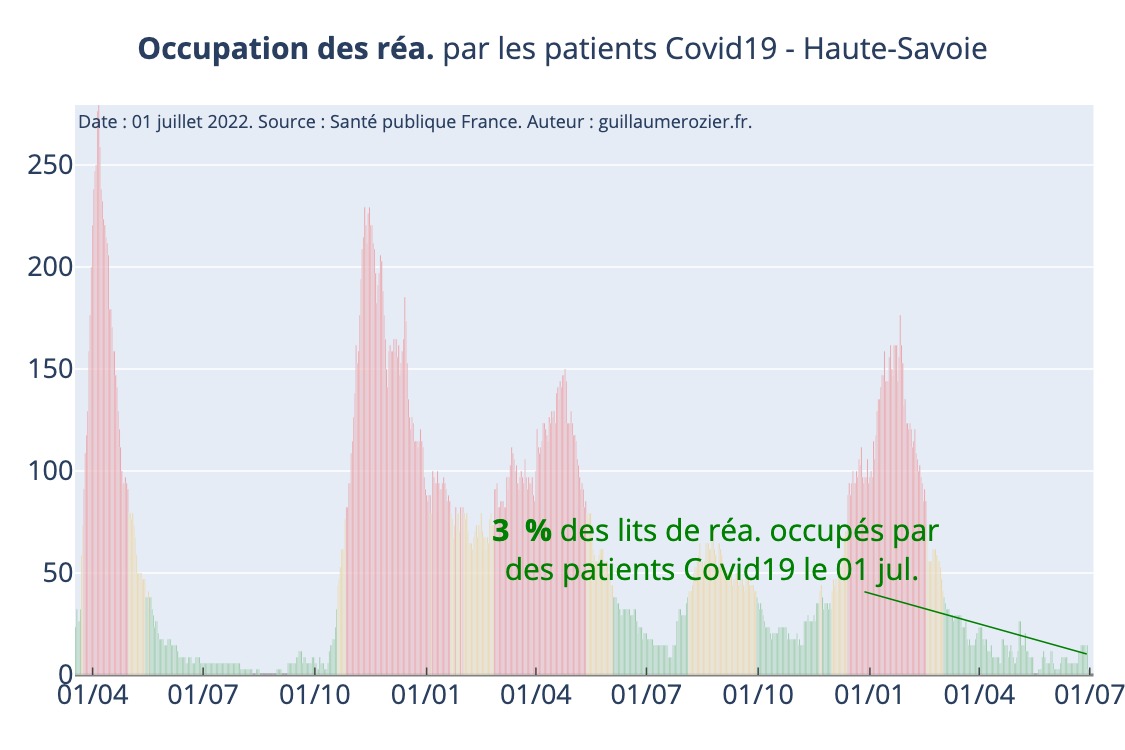 Occupation des réa. par les patients Covid19 - Haute-Savoie
Date : 01 juillet 2022. Source : Santé publique France. Auteur : guillaumerozier.fr.
250
200
150
100
3 % des lits de réa. occupés par
des patients Covid19 le 01 jul.
50
0
01/04 01/07 01/10 01/01 01/04 01/07 01/10 01/01 01/04 01/07